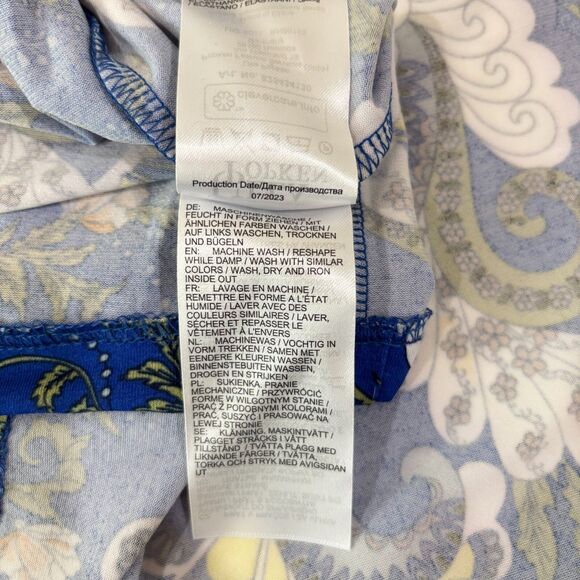 clevercare.info
POPKEN
Production Date/Дата производства
07/2023
DE: MASCHINENWÄSCHE /
FEUCHT IN FORM ZIEHEN / MIT
ÄHNLICHEN FARBEN WASCHEN /
AUF LINKS WASCHEN, TROCKNEN
UND BÜGELN
EN: MACHINE WASH / RESHAPE
WHILE DAMP / WASH WITH SIMILAR
COLORS / WASH, DRY AND IRON
INSIDE OUT
FR: LAVAGE EN MACHINE /
REMETTRE EN FORME A L'ÉTAT
HUMIDE / LAVER AVEC DES
COULEURS SIMILAIRES / LAVER,
SÉCHER ET REPASSER LE
VÊTEMENT À L'ENVERS
NL: MACHINEWAS / VOCHTIG IN
VORM TREKKEN / SAMEN MET
EENDERE KLEUREN WASSEN /
BINNENSTEBUITEN WASSEN,
DROGEN EN STRIJKEN
PL: SUKIENKA. PRANIE
MECHANICZNE / PRZYWRÓCIĆ
FORMĘ W WILGOTNYM STANIE /
PRAĆ Z PODOBNYMI KOLORAMI /
PRAĆ, SUSZYĆ I PRASOWAĆ NA
LEWEJ STRONIE
SE: KLÄNNING. MASKINTVÄTT /
PLAGGET STRÄCKS I VÅTT
TILLSTÅND / TVÄTTA PLAGG MED
LIKNANDE FÄRGER / TVÄTTA,
TORKA OCH STRYK MED AVIGSIDAN
UT